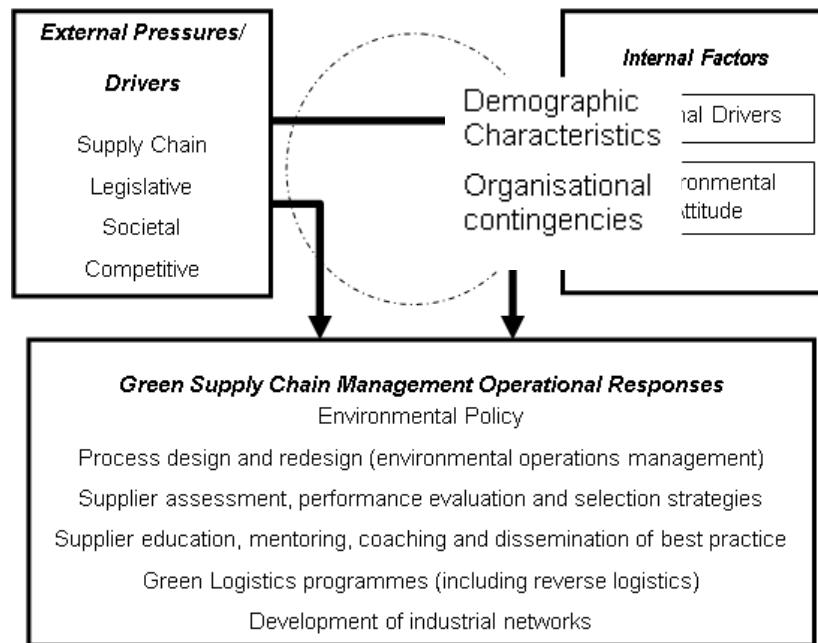 External Pressures/
Drivers
Supply Chain
Legislative
Societal
Competitive
Demographic
Characteristics
Organisational
contingencies
Internal Factors
Drivers
Green Supply Chain Management Operational Responses
Environmental Policy
Process design and redesign (environmental operations management)
Supplier assessment, performance evaluation and selection strategies
Supplier education, mentoring, coaching and dissemination of best practice
Green Logistics programmes (including reverse logistics)
Development of industrial networks